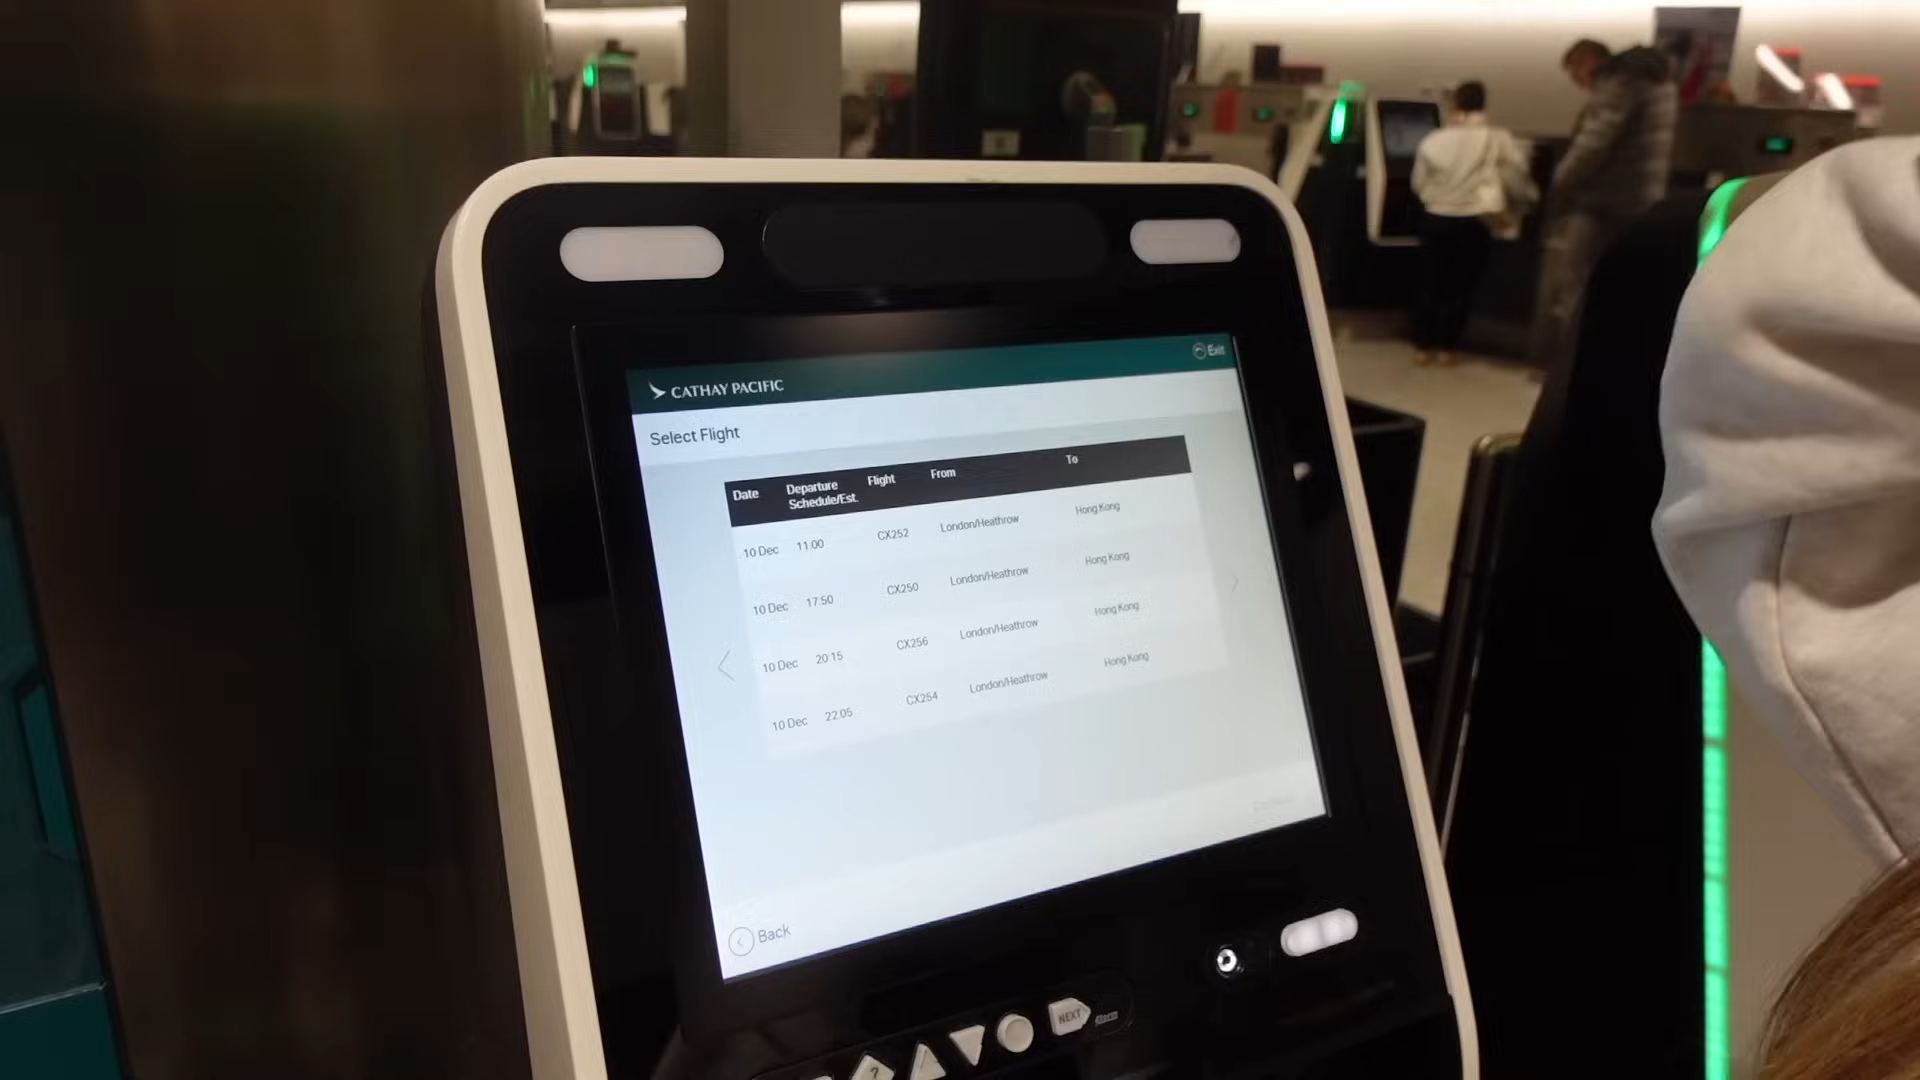 Exit
CATHAY PACIFIC
Select Flight
Date Departure Schedule/Est. Flight From To
10 Dec 11:00 CX252 London/Heathrow Hong Kong
10 Dec 17:50 CX250 London/Heathrow Hong Kong
10 Dec 20:15 CX256 London/Heathrow Hong Kong
10 Dec 22:05 CX254 London/Heathrow Hong Kong
Back
NEXT
?